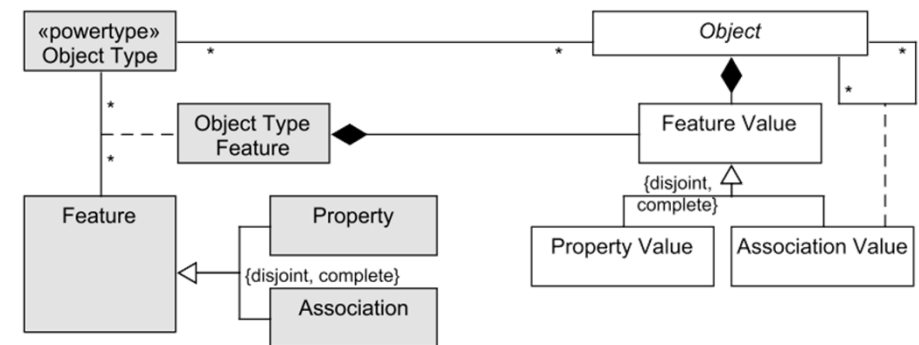 «powertype»
Object Type
*
*
Object
*
*
*
*
Object Type
Feature
Feature Value
{disjoint,
complete}
Feature
Property
{disjoint, complete}
Association
Property Value
Association Value